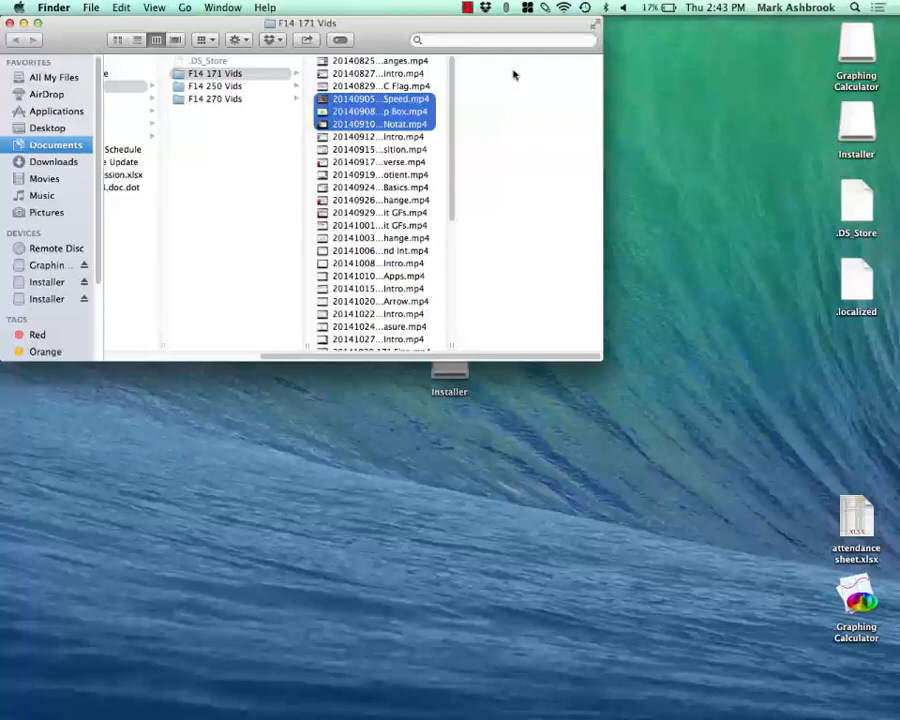 Finder File Edit View Go Window Help 17% Thu 2:43 PM Mark Ashbrook
F14 171 Vids
FAVORITES
All My Files
AirDrop
Applications
Desktop
Documents
Downloads
Movies
Music
Pictures
DEVICES
Remote Disc
Graphin...
Installer
Installer
TAGS
Red
Orange
e
Schedule
e Update
ssion.xlsx
.doc.dot
.DS_Store
F14 171 Vids
F14 250 Vids
F14 270 Vids
20140825...anges.mp4
20140827...Intro.mp4
20140829...C Flag.mp4
20140905...Speed.mp4
20140908...p Box.mp4
20140910...Notat.mp4
20140912...Intro.mp4
20140915...sition.mp4
20140917...verse.mp4
20140919...otient.mp4
20140924...Basics.mp4
20140926...hange.mp4
20140929...it GFs.mp4
20141001...it GFs.mp4
20141003...hange.mp4
20141006...nd Int.mp4
20141008...Intro.mp4
20141010...Apps.mp4
20141015...Intro.mp4
20141020...Arrow.mp4
20141022...Intro.mp4
20141024...asure.mp4
20141027...Intro.mp4
Installer
Graphing
Calculator
Installer
.DS_Store
.localized
XLSX
attendance
sheet.xlsx
Graphing
Calculator